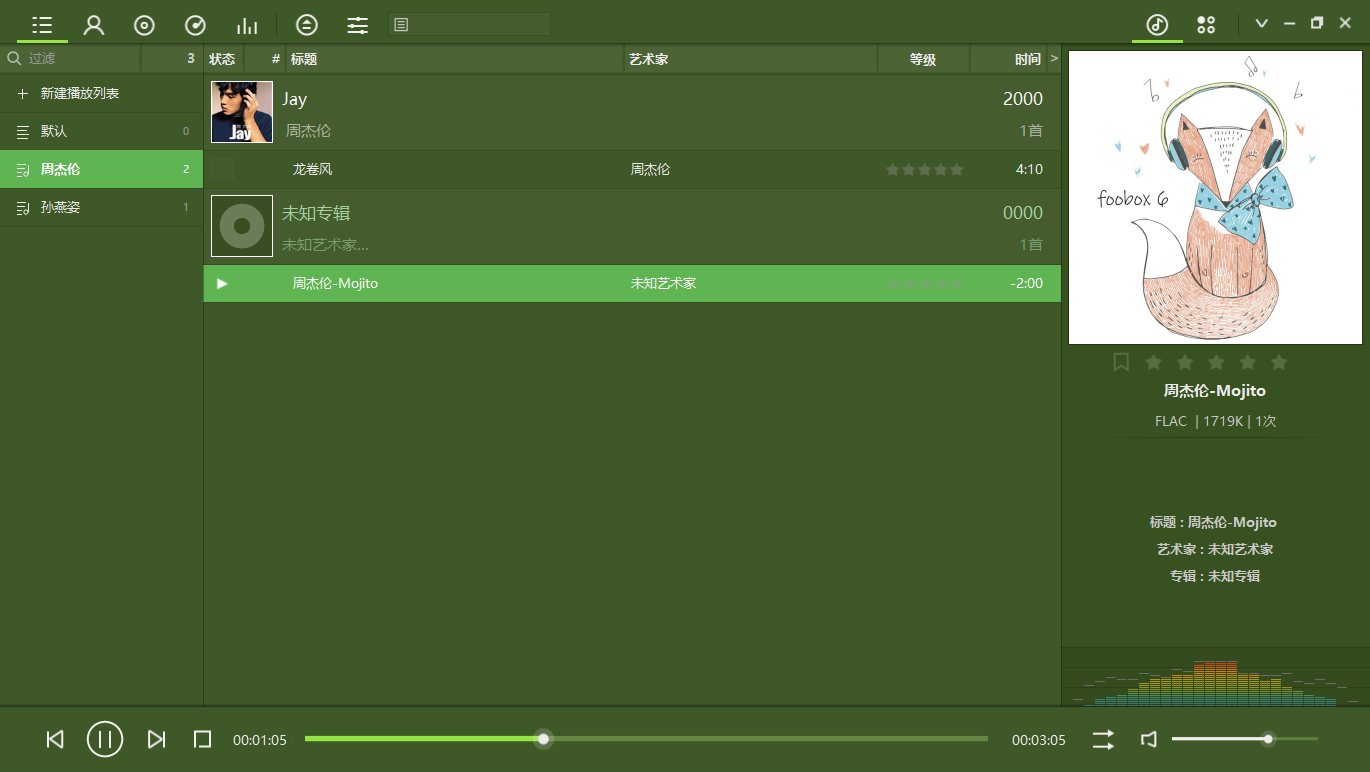 过滤 3 状态 # 标题 艺术家 等级 时间 >
新建播放列表
默认 0
周杰伦 2
孙燕姿 1
Jay 2000
周杰伦 1首
Jay
龙卷风 周杰伦 4:10
未知专辑 0000
未知艺术家... 1首
周杰伦-Mojito 未知艺术家 -2:00
foobox 6
周杰伦-Mojito
FLAC | 1719K | 1次
标题 : 周杰伦-Mojito
艺术家 : 未知艺术家
专辑 : 未知专辑
00:01:05 00:03:05